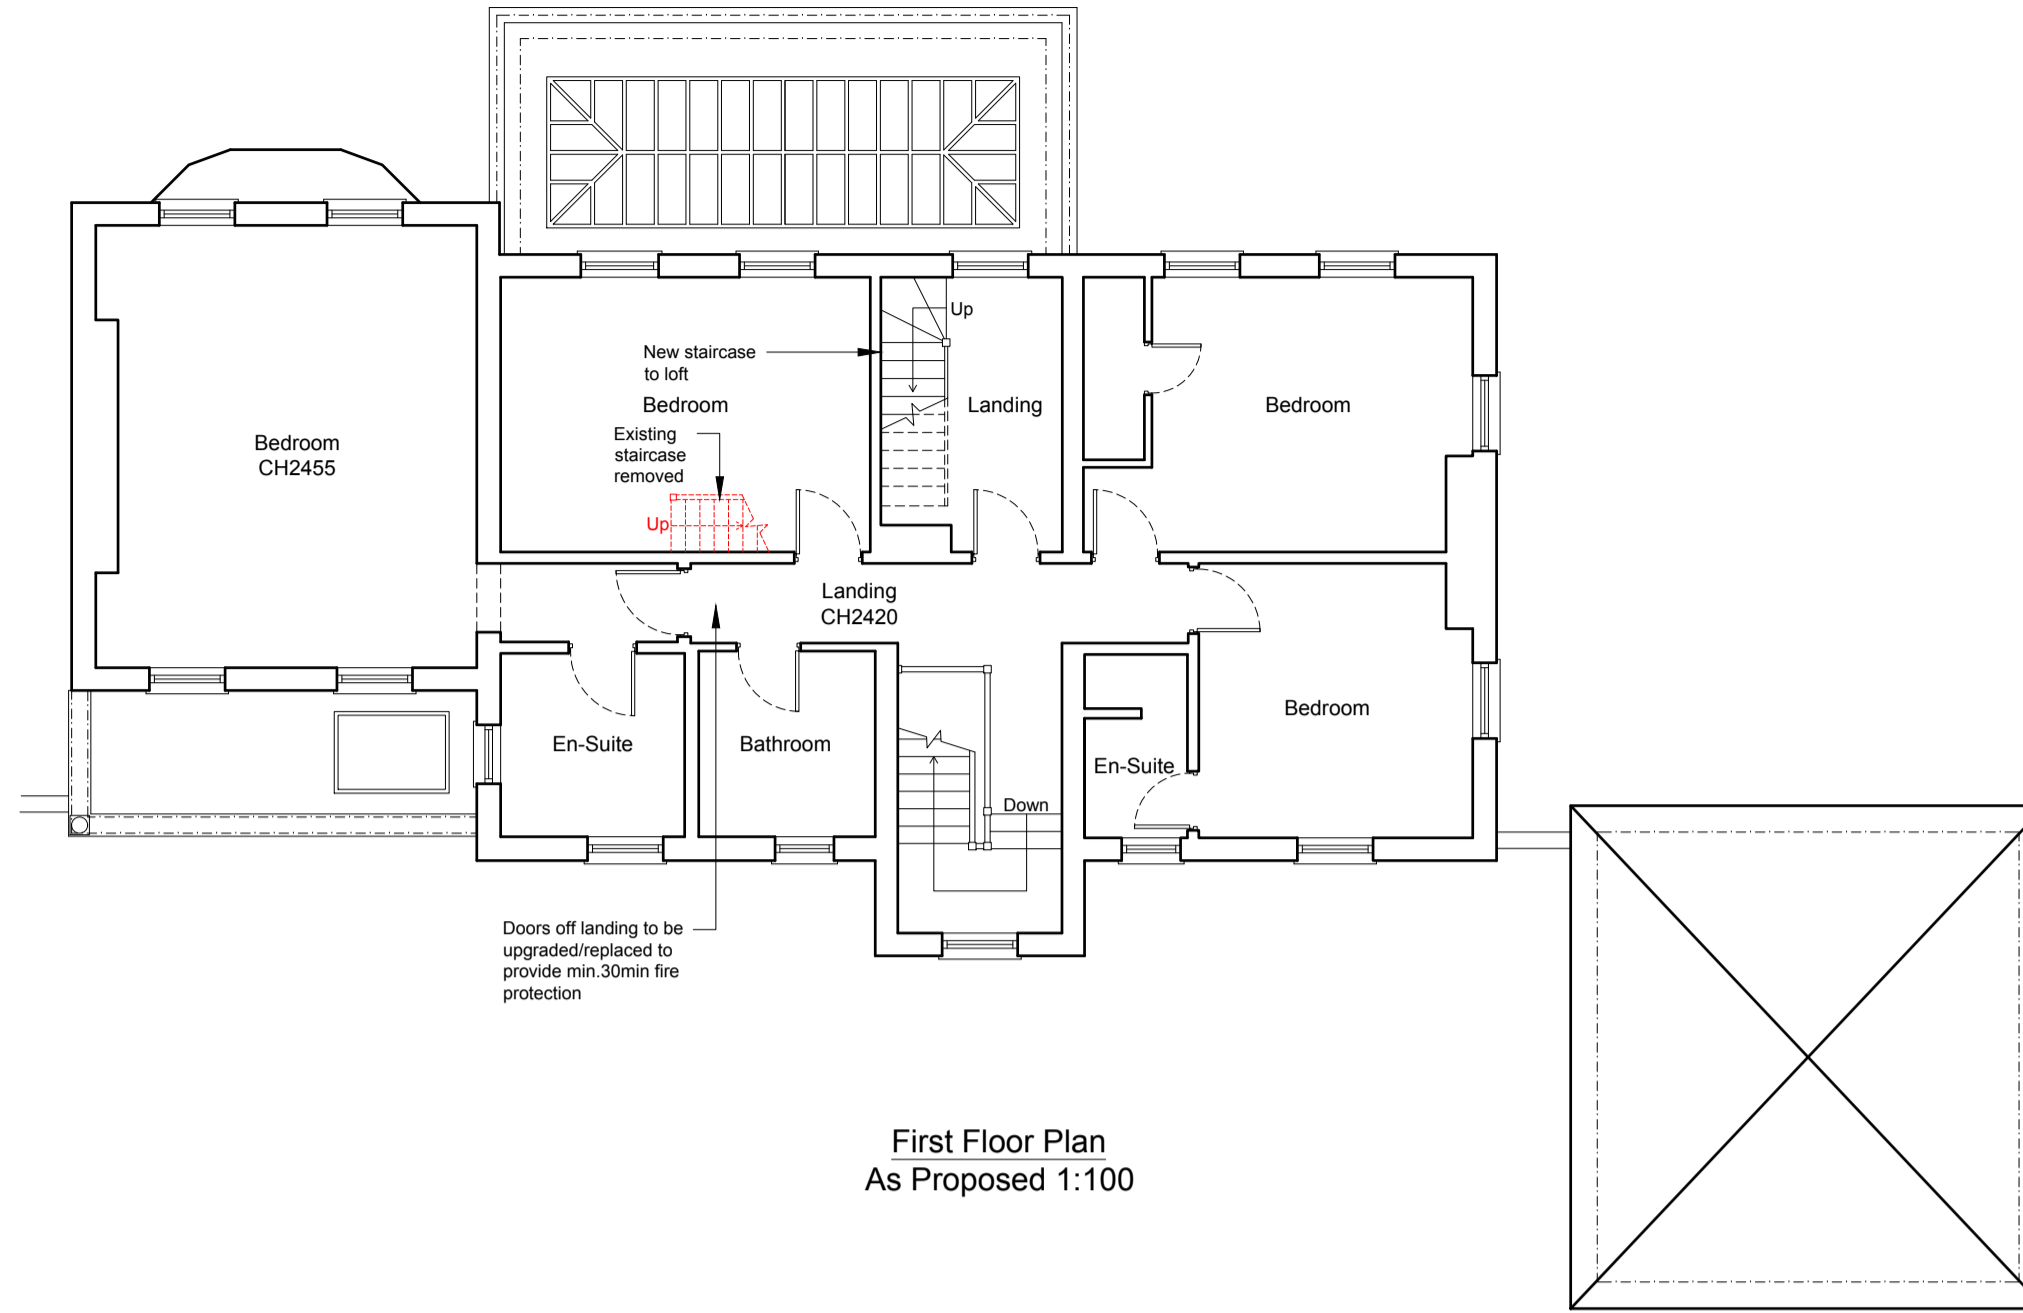 Up
New staircase
to loft
Bedroom
Landing
Bedroom
Existing
staircase
removed
Bedroom
CH2455
Up
Landing
CH2420
Bedroom
En-Suite
Bathroom
En-Suite
Down
Doors off landing to be
upgraded/replaced to
provide min.30min fire
protection
First Floor Plan
As Proposed 1:100